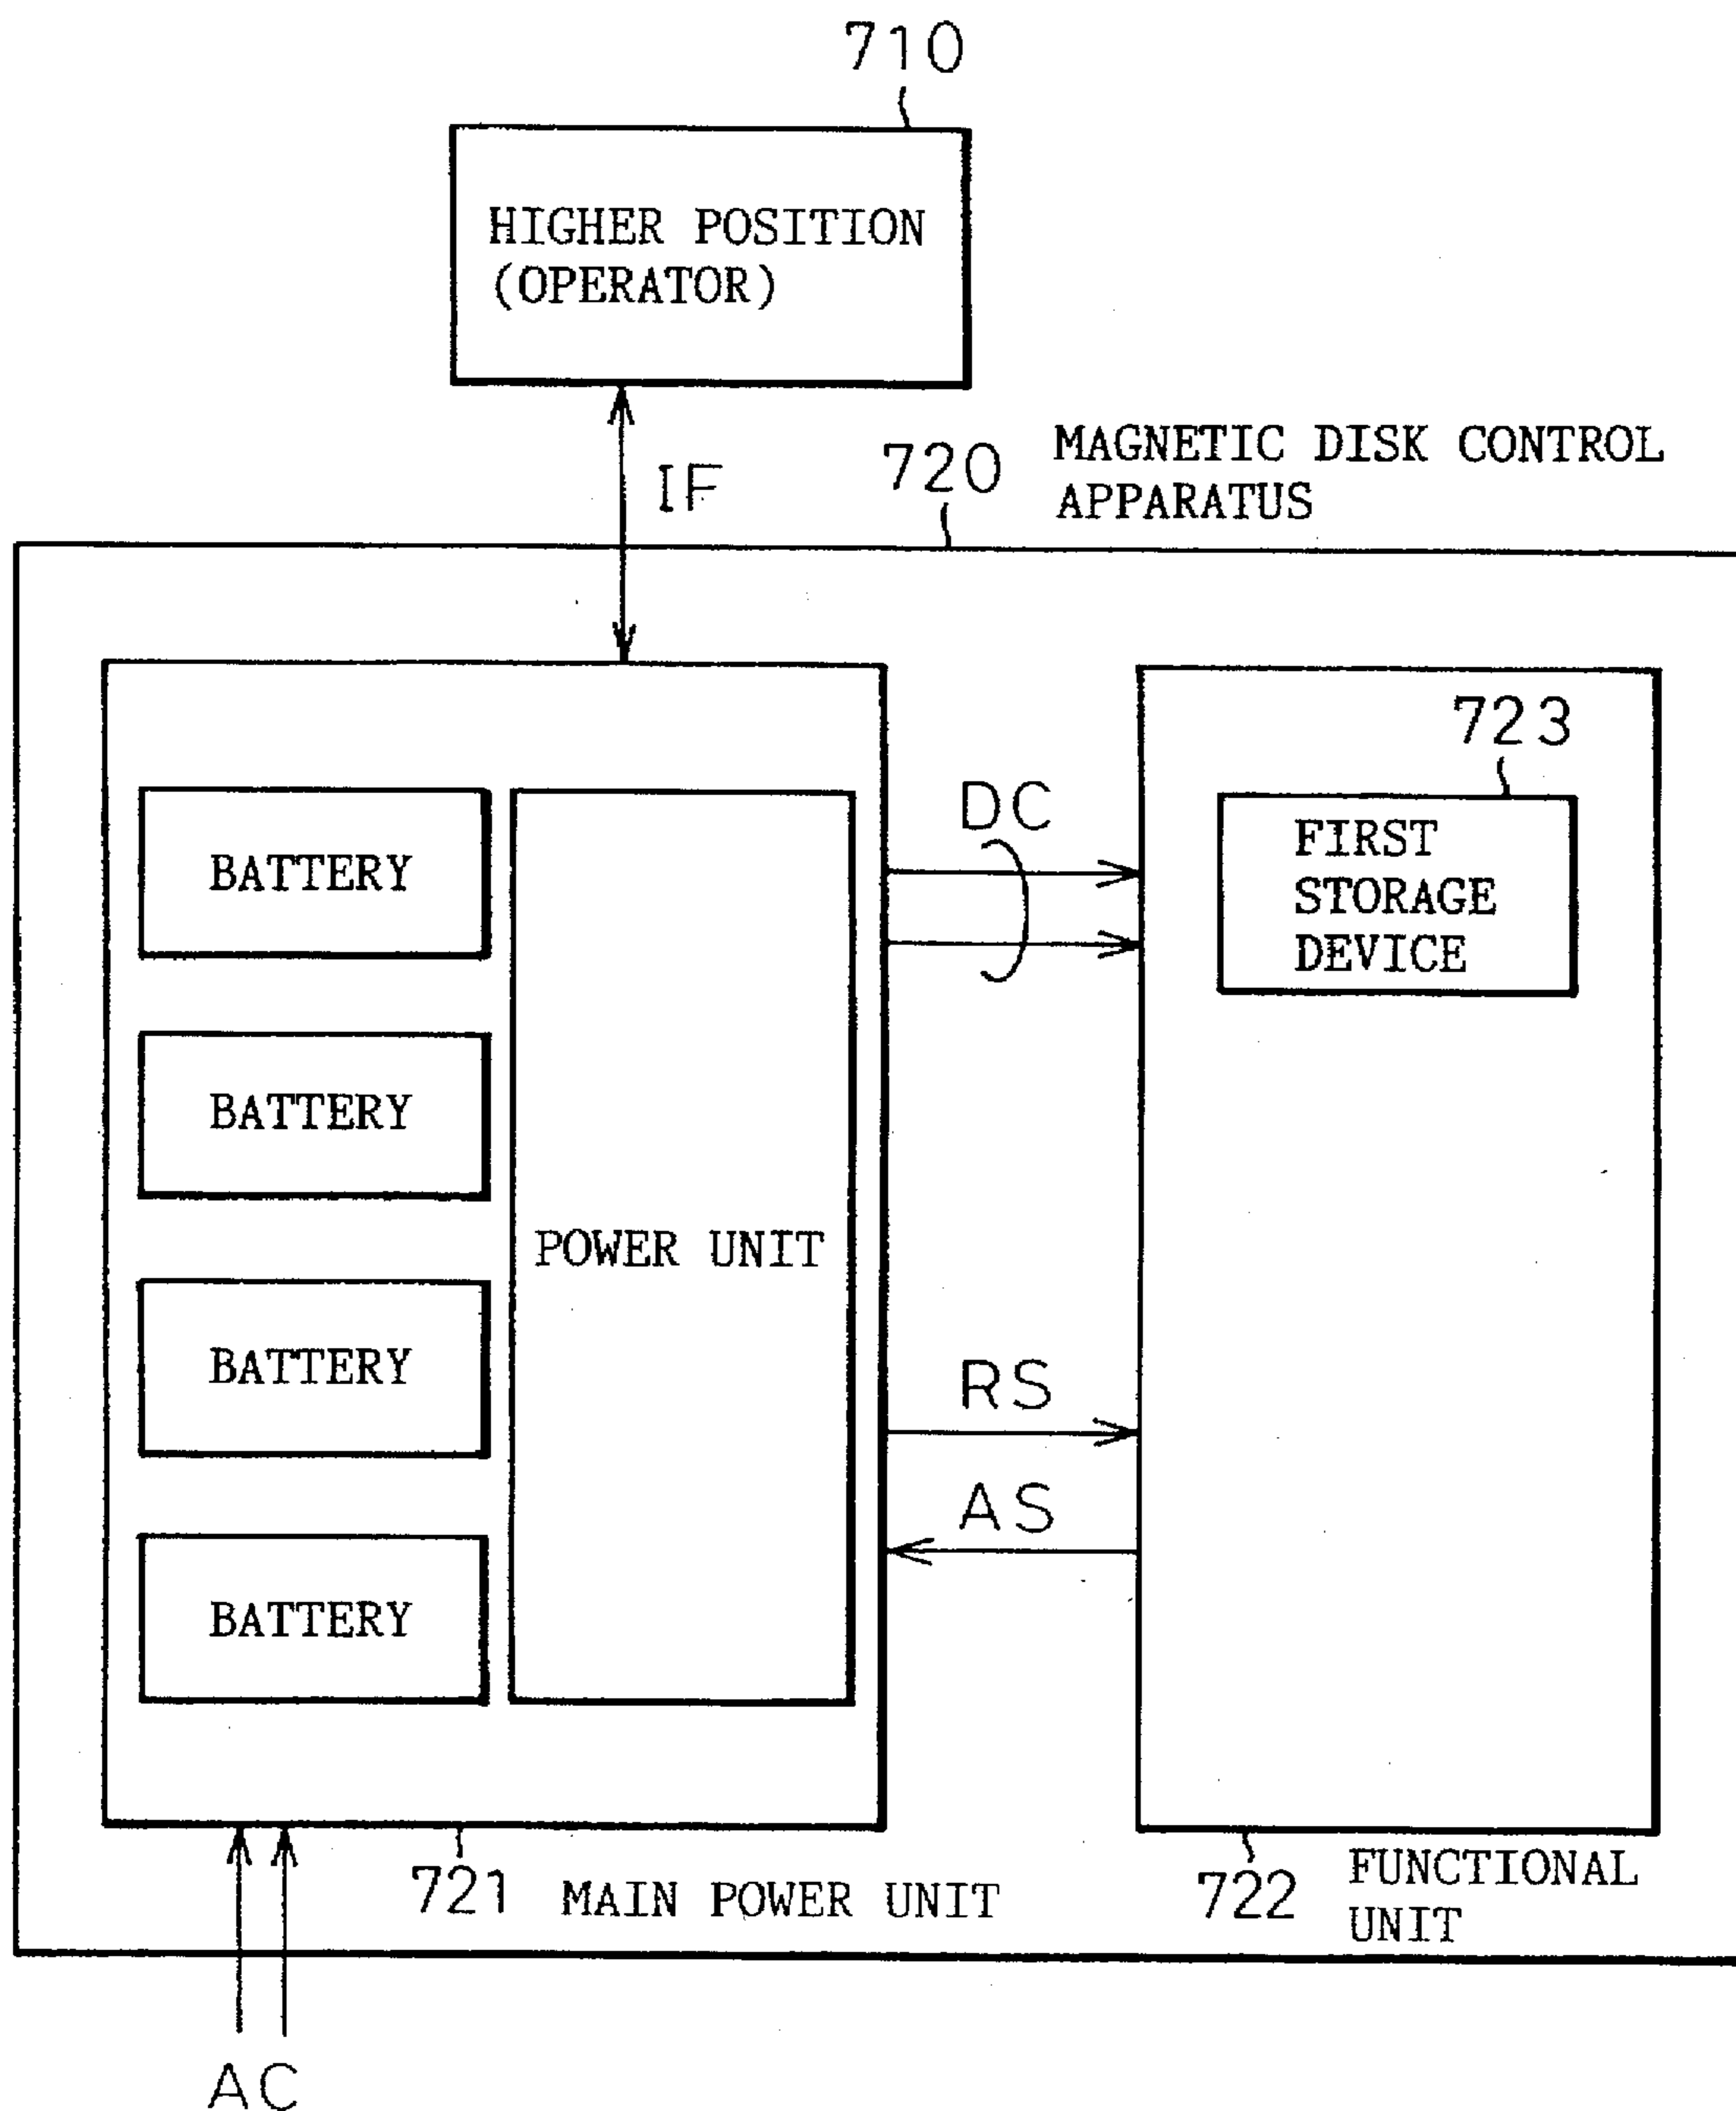 710
HIGHER POSITION
(OPERATOR)
IF
720
MAGNETIC DISK CONTROL
APPARATUS
723
DC
FIRST
STORAGE
DEVICE
BATTERY
BATTERY
POWER UNIT
BATTERY
BATTERY
RS
AS
721 MAIN POWER UNIT
722
FUNCTIONAL
UNIT
AC